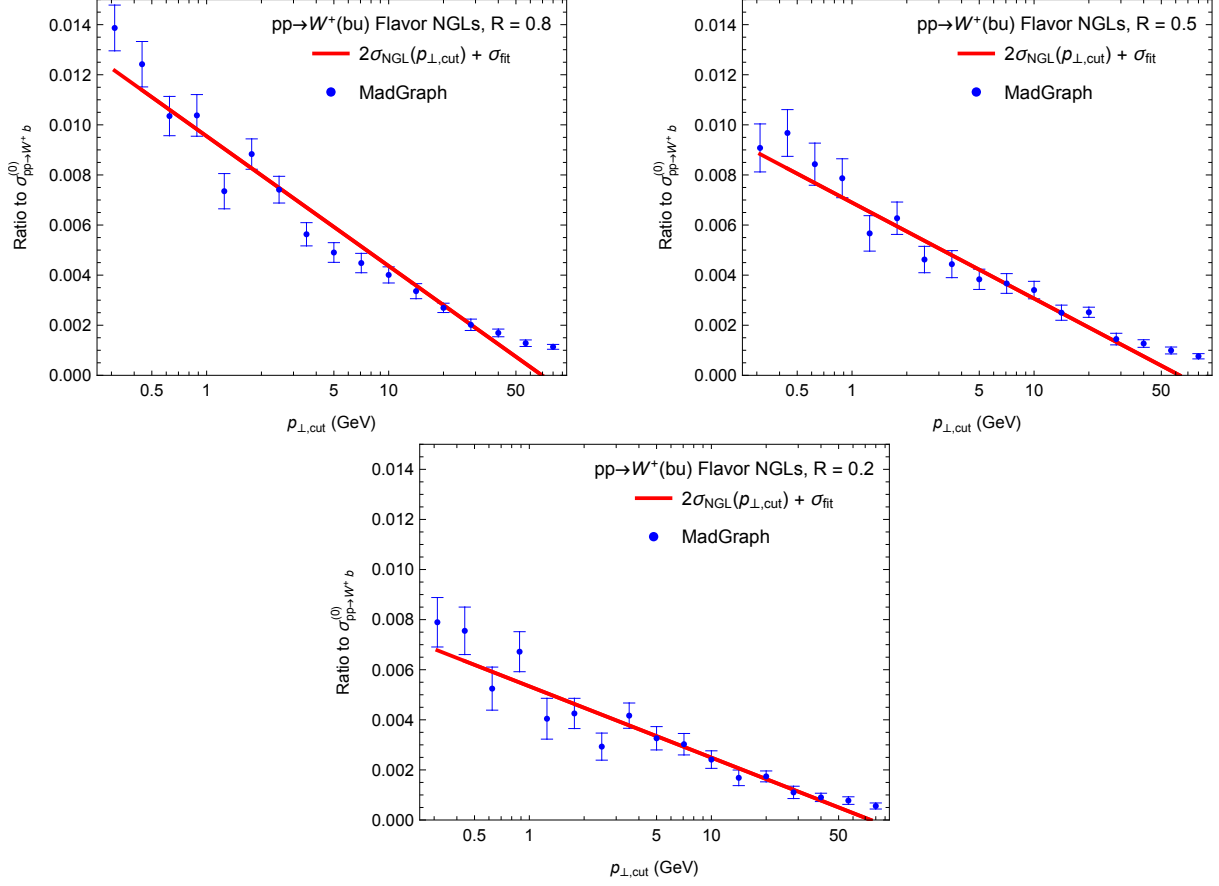 pp→W⁺(bu) Flavor NGLs, R = 0.8
2σNGL(p⊥,cut) + σfit
MadGraph
0.014
0.012
0.010
0.008
0.006
0.004
0.002
0.000
Ratio to σ⁽⁰⁾pp→W⁺ b
0.5 1 5 10 50
p⊥,cut (GeV)
pp→W⁺(bu) Flavor NGLs, R = 0.5
2σNGL(p⊥,cut) + σfit
MadGraph
0.014
0.012
0.010
0.008
0.006
0.004
0.002
0.000
Ratio to σ⁽⁰⁾pp→W⁺ b
0.5 1 5 10 50
p⊥,cut (GeV)
pp→W⁺(bu) Flavor NGLs, R = 0.2
2σNGL(p⊥,cut) + σfit
MadGraph
0.014
0.012
0.010
0.008
0.006
0.004
0.002
0.000
Ratio to σ⁽⁰⁾pp→W⁺ b
0.5 1 5 10 50
p⊥,cut (GeV)